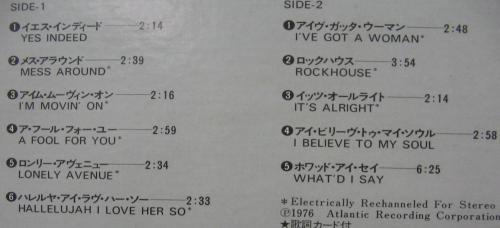 SIDE-1
❶イエス・インディード——2:14
YES INDEED
❷メス・アラウンド——2:39
MESS AROUND*
❸アイム・ムーヴィン・オン——2:16
I'M MOVIN' ON*
❹ア・フール・フォー・ユー——2:59
A FOOL FOR YOU*
❺ロンリー・アヴェニュー——2:34
LONELY AVENUE*
❻ハレルヤ・アイ・ラヴ・ハー・ソー——2:33
HALLELUJAH I LOVE HER SO*
SIDE-2
❶アイヴ・ガッタ・ウーマン——2:48
I'VE GOT A WOMAN*
❷ロックハウス——3:54
ROCKHOUSE*
❸イッツ・オールライト——2:14
IT'S ALRIGHT*
❹アイ・ビリーヴ・トゥ・マイ・ソウル——2:58
I BELIEVE TO MY SOUL
❺ホワッド・アイ・セイ——6:25
WHAT'D I SAY
*Electrically Rechanneled For Stereo
Ⓟ1976 Atlantic Recording Corporation
★歌詞カード付